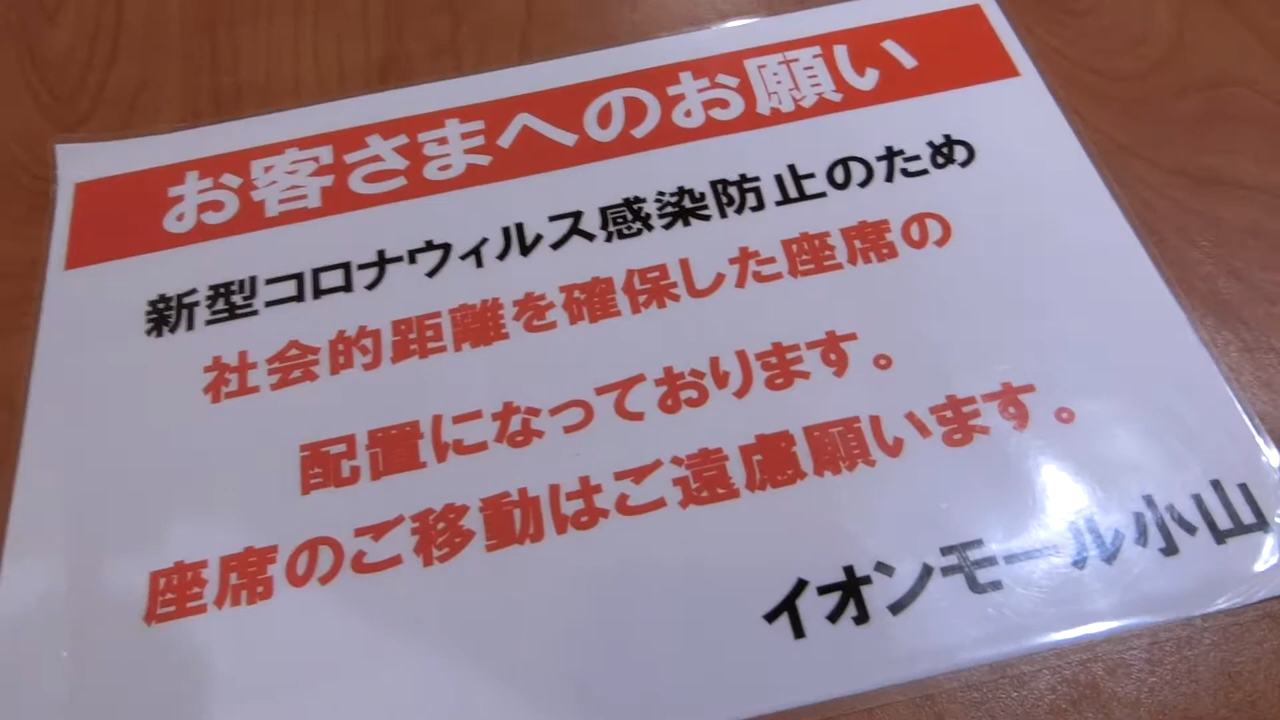 お客さまへのお願い
新型コロナウィルス感染防止のため
社会的距離を確保した座席の
配置になっております。
座席のご移動はご遠慮願います。
イオンモール小山